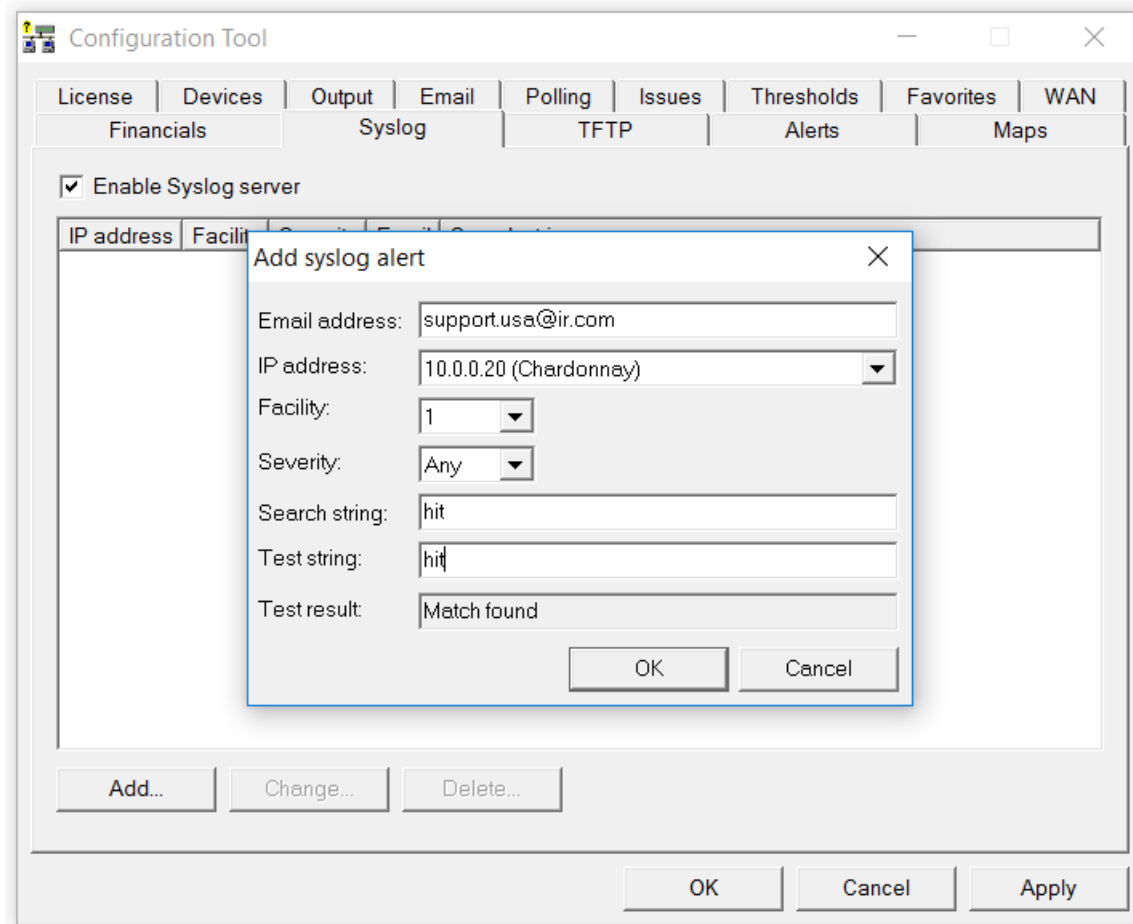 Configuration Tool
License Devices Output Email Polling Issues Thresholds Favorites WAN
Financials Syslog TFTP Alerts Maps
Enable Syslog server
IP address Facility
Add syslog alert
Email address: support.usa@ir.com
IP address: 10.0.0.20 (Chardonnay)
Facility: 1
Severity: Any
Search string: hit
Test string: hit
Test result: Match found
OK Cancel
Add... Change... Delete...
OK Cancel Apply